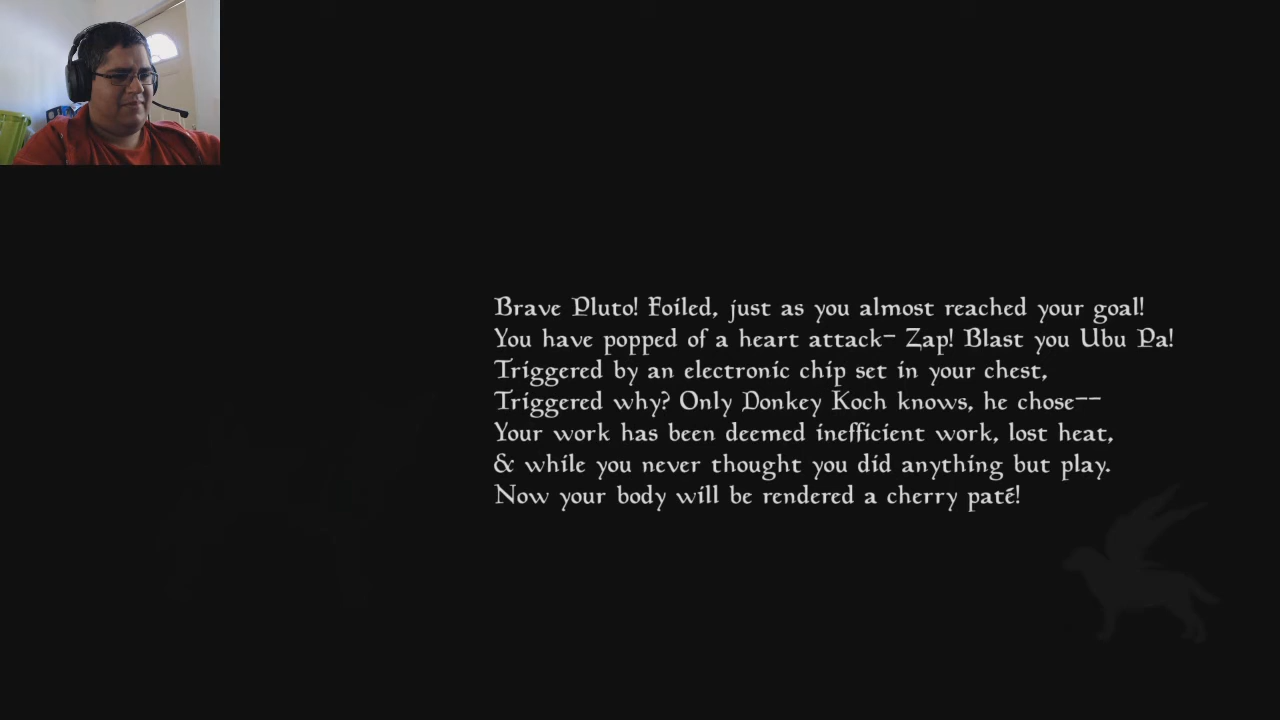 Brave Pluto! Foiled, just as you almost reached your goal!
You have popped of a heart attack- Zap! Blast you Ubu Pa!
Triggered by an electronic chip set in your chest,
Triggered why? Only Donkey Koch knows, he chose--
Your work has been deemed inefficient work, lost heat,
& while you never thought you did anything but play.
Now your body will be rendered a cherry paté!